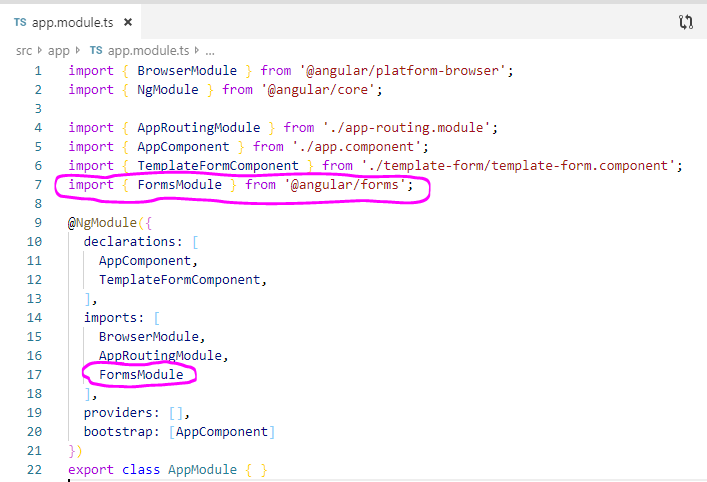 TS app.module.ts ×
src › app › TS app.module.ts › ...
1 import { BrowserModule } from '@angular/platform-browser';
2 import { NgModule } from '@angular/core';
3
4 import { AppRoutingModule } from './app-routing.module';
5 import { AppComponent } from './app.component';
6 import { TemplateFormComponent } from './template-form/template-form.component';
7 import { FormsModule } from '@angular/forms';
8
9 @NgModule({
10   declarations: [
11     AppComponent,
12     TemplateFormComponent,
13   ],
14   imports: [
15     BrowserModule,
16     AppRoutingModule,
17     FormsModule
18   ],
19   providers: [],
20   bootstrap: [AppComponent]
21 })
22 export class AppModule { }